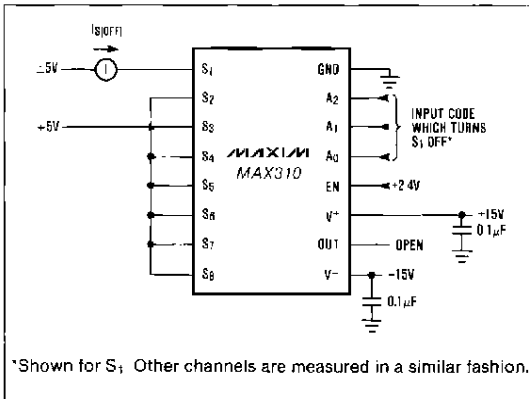 IS(OFF)
±5V
I
S1
GND
S2
A2
INPUT CODE
WHICH TURNS
S1 OFF*
+5V
S3
A1
S4
MAXIM
MAX310
A0
S5
EN
+2.4V
S6
V+
+15V
0.1µF
S7
OUT
OPEN
S8
V−
−15V
0.1µF
*Shown for S1 Other channels are measured in a similar fashion.